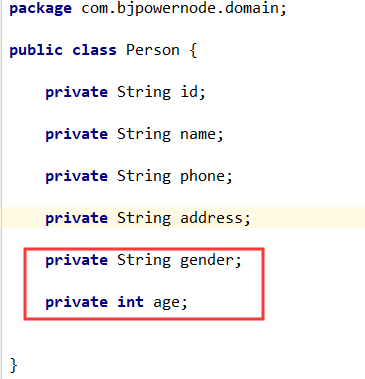 package com.bjpowernode.domain;
public class Person {
private String id;
private String name;
private String phone;
private String address;
private String gender;
private int age;
}